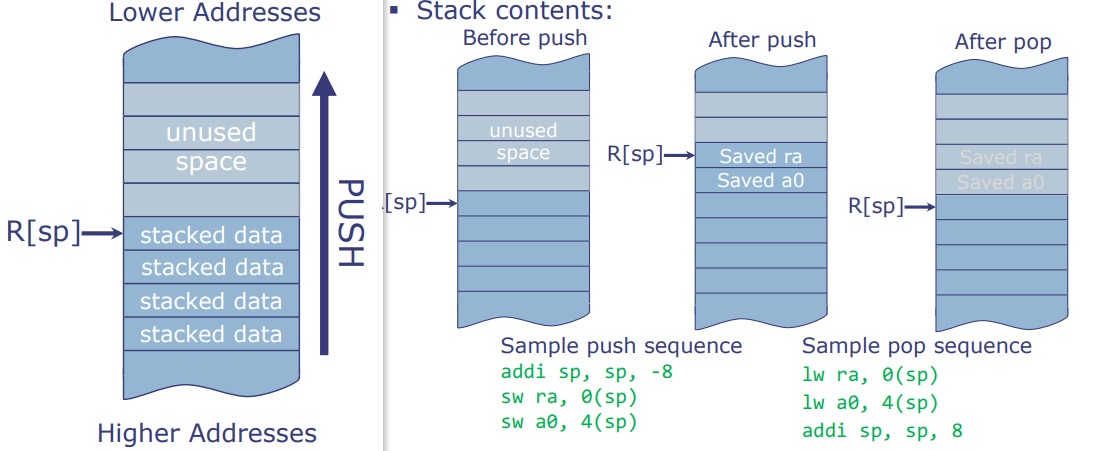 Lower Addresses
unused
space
PUSH
R[sp]
stacked data
stacked data
stacked data
stacked data
Higher Addresses
▪ Stack contents:
Before push
unused
space
[sp]
After push
R[sp]
Saved ra
Saved a0
After pop
Saved ra
Saved a0
R[sp]
Sample push sequence
addi sp, sp, -8
sw ra, 0(sp)
sw a0, 4(sp)
Sample pop sequence
lw ra, 0(sp)
lw a0, 4(sp)
addi sp, sp, 8